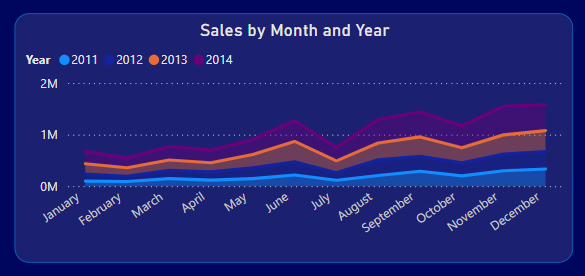 Sales by Month and Year
Year 2011 2012 2013 2014
2M
1M
0M
January February March April May June July August September October November December